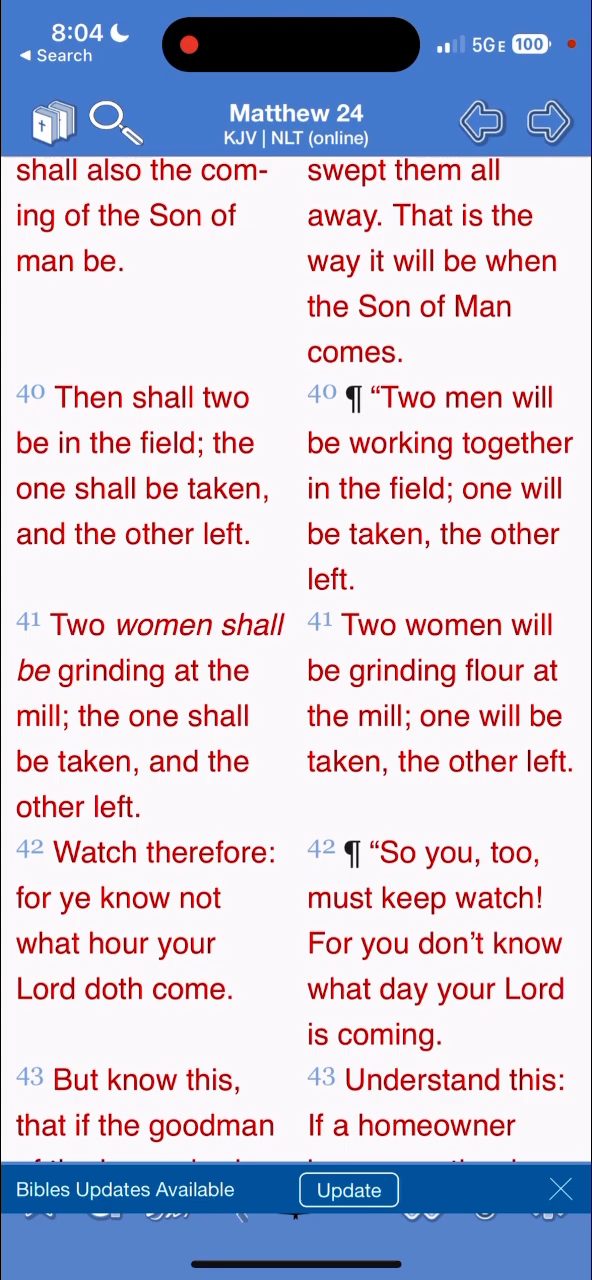 8:04
5GE 100
◀ Search
Matthew 24
KJV | NLT (online)
shall also the com-
ing of the Son of
man be.
40 Then shall two
be in the field; the
one shall be taken,
and the other left.
41 Two women shall
be grinding at the
mill; the one shall
be taken, and the
other left.
42 Watch therefore:
for ye know not
what hour your
Lord doth come.
43 But know this,
that if the goodman
swept them all
away. That is the
way it will be when
the Son of Man
comes.
40 ¶ “Two men will
be working together
in the field; one will
be taken, the other
left.
41 Two women will
be grinding flour at
the mill; one will be
taken, the other left.
42 ¶ “So you, too,
must keep watch!
For you don’t know
what day your Lord
is coming.
43 Understand this:
If a homeowner
Bibles Updates Available
Update